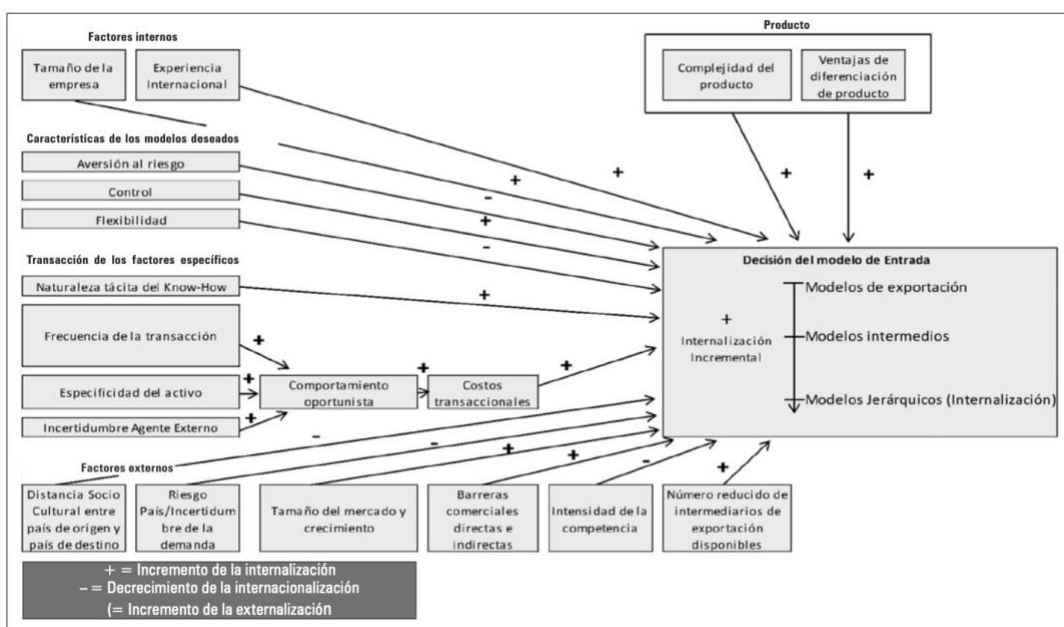 Factores internos
Tamaño de la
empresa
Experiencia
Internacional
Producto
Complejidad del
producto
Ventajas de
diferenciación
de producto
+
+
+
+
Características de los modelos deseados
Aversión al riesgo
Control
Flexibilidad
–
+
–
Transacción de los factores específicos
Naturaleza tácita del Know-How
+
Frecuencia de la transacción
+
Especificidad del activo
+
Incertidumbre Agente Externo
+
Comportamiento
oportunista
+
Costos
transaccionales
+
Decisión del modelo de Entrada
+
Internalización
Incremental
Modelos de exportación
Modelos intermedios
Modelos Jerárquicos (Internalización)
Factores externos
–
–
+
+
–
+
Distancia Socio
Cultural entre
país de origen y
país de destino
Riesgo
País/Incertidum
bre de la
demanda
Tamaño del mercado y
crecimiento
Barreras
comerciales
directas e
indirectas
Intensidad de la
competencia
Número reducido de
intermediarios de
exportación
disponibles
+ = Incremento de la internalización
– = Decrecimiento de la internacionalización
(= Incremento de la externalización